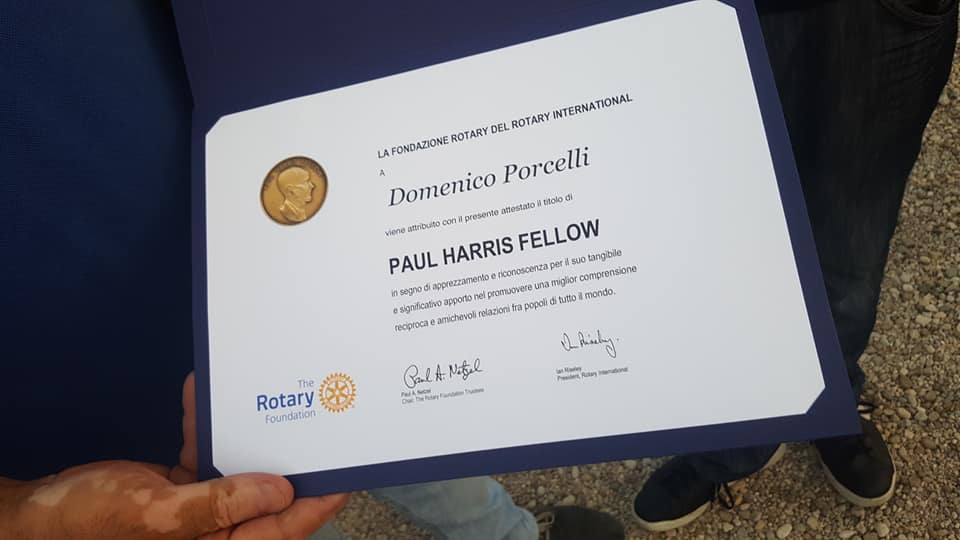 LA FONDAZIONE ROTARY DEL ROTARY INTERNATIONAL
A
Domenico Porcelli
viene attribuito con il presente attestato il titolo di
PAUL HARRIS FELLOW
in segno di apprezzamento e riconoscenza per il suo tangibile
e significativo apporto nel promuovere una miglior comprensione
reciproca e amichevoli relazioni fra popoli di tutto il mondo.
Paul A. Netzel
Paul A. Netzel
Chair, The Rotary Foundation Trustees
Ian Riseley
President, Rotary International
The
Rotary
Foundation